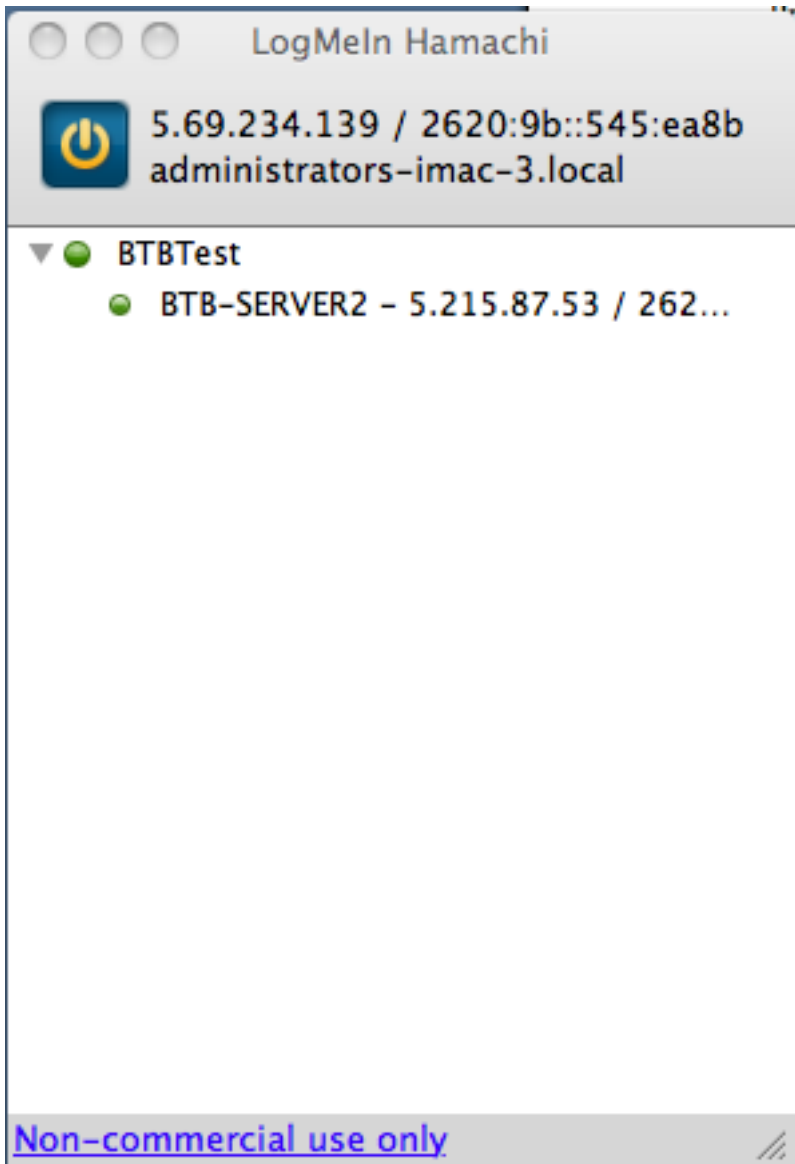 LogMeIn Hamachi
5.69.234.139 / 2620:9b::545:ea8b
administrators-imac-3.local
BTBTest
BTB-SERVER2 – 5.215.87.53 / 262...
Non-commercial use only